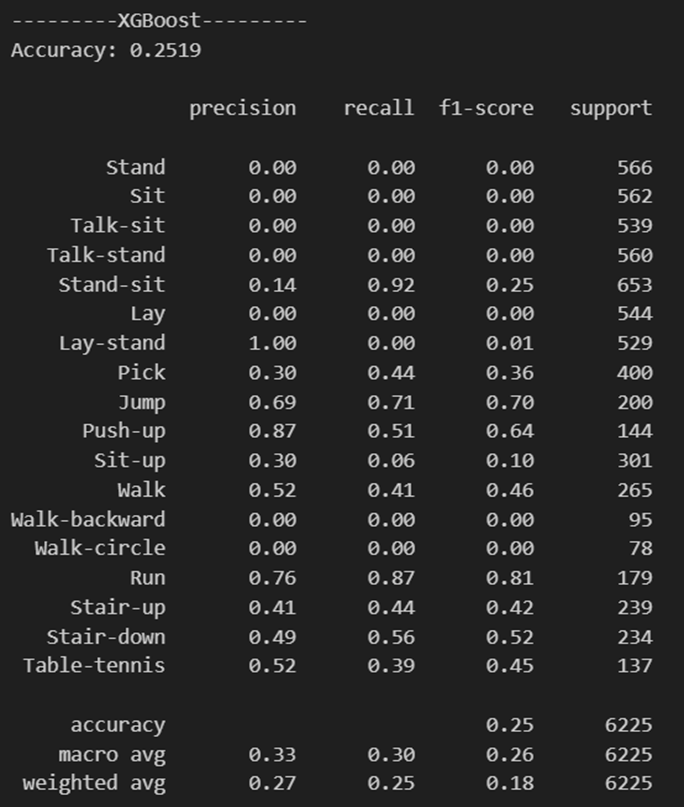 ---------XGBoost---------
Accuracy: 0.2519
precision recall f1-score support
Stand 0.00 0.00 0.00 566
Sit 0.00 0.00 0.00 562
Talk-sit 0.00 0.00 0.00 539
Talk-stand 0.00 0.00 0.00 560
Stand-sit 0.14 0.92 0.25 653
Lay 0.00 0.00 0.00 544
Lay-stand 1.00 0.00 0.01 529
Pick 0.30 0.44 0.36 400
Jump 0.69 0.71 0.70 200
Push-up 0.87 0.51 0.64 144
Sit-up 0.30 0.06 0.10 301
Walk 0.52 0.41 0.46 265
Walk-backward 0.00 0.00 0.00 95
Walk-circle 0.00 0.00 0.00 78
Run 0.76 0.87 0.81 179
Stair-up 0.41 0.44 0.42 239
Stair-down 0.49 0.56 0.52 234
Table-tennis 0.52 0.39 0.45 137
accuracy 0.25 6225
macro avg 0.33 0.30 0.26 6225
weighted avg 0.27 0.25 0.18 6225